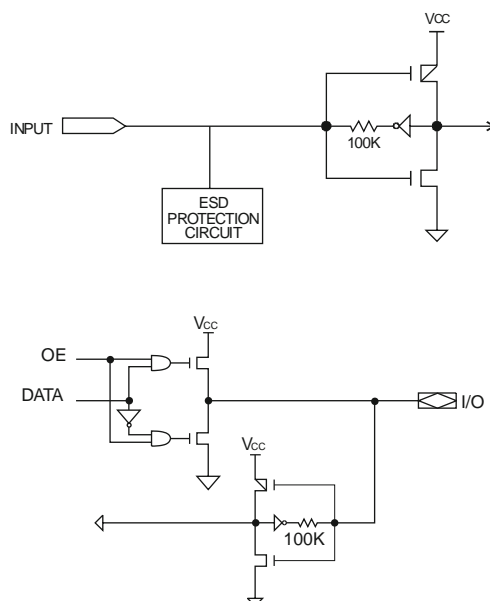 VCC
INPUT
100K
ESD
PROTECTION
CIRCUIT
VCC
OE
DATA
I/O
VCC
100K